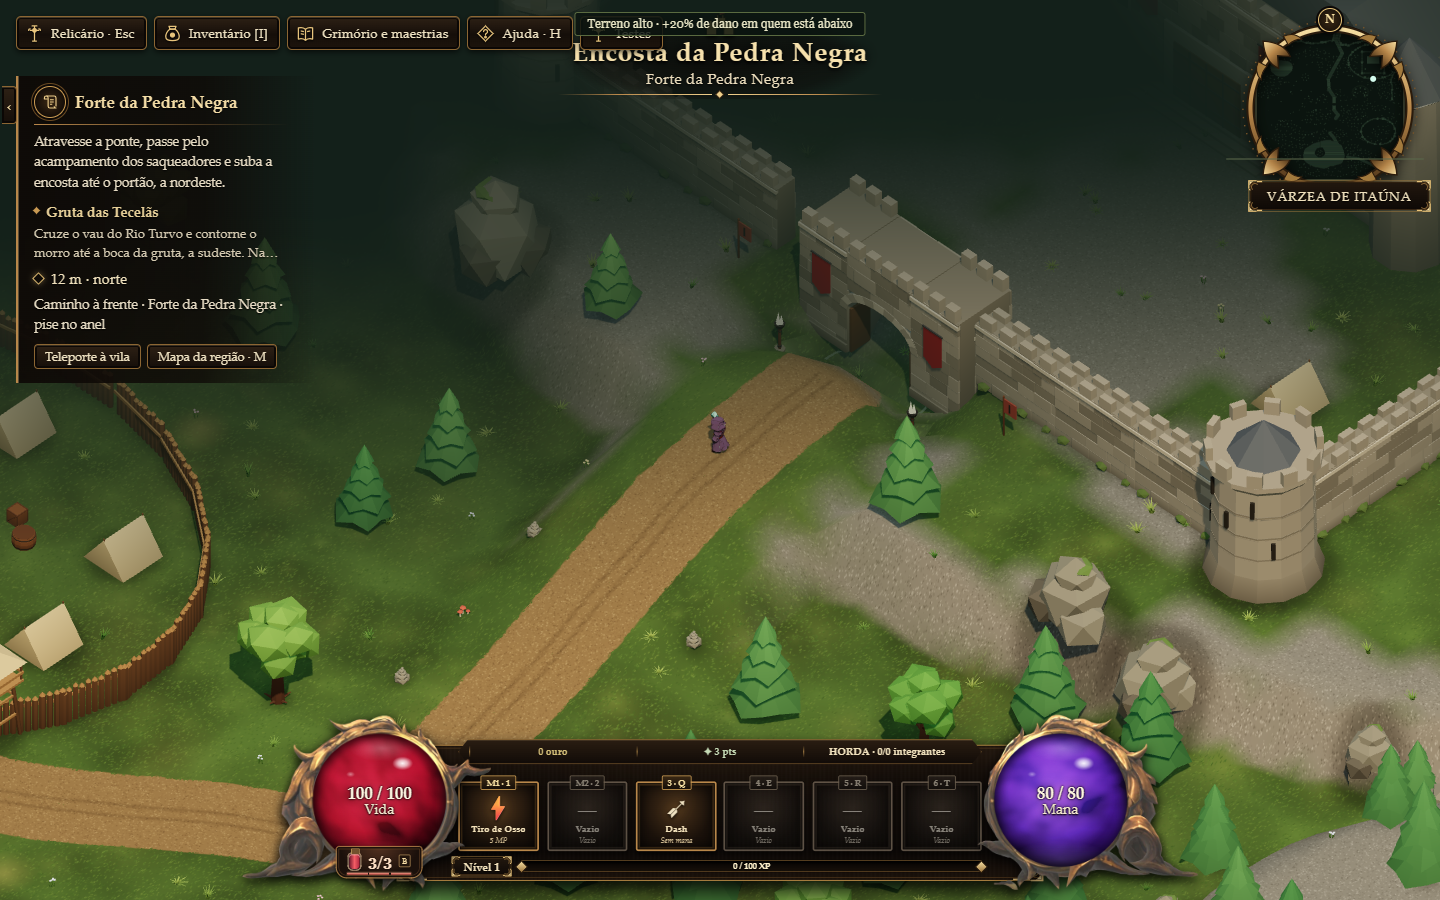 Relicário · Esc
Inventário [I]
Grimório e maestrias
Ajuda · H
Testes
Terreno alto · +20% de dano em quem está abaixo
Encosta da Pedra Negra
Forte da Pedra Negra
N
VÁRZEA DE ITAÚNA
‹
Forte da Pedra Negra
Atravesse a ponte, passe pelo
acampamento dos saqueadores e suba a
encosta até o portão, a nordeste.
Gruta das Tecelãs
Cruze o vau do Rio Turvo e contorne o
morro até a boca da gruta, a sudeste. Na…
12 m · norte
Caminho à frente · Forte da Pedra Negra ·
pise no anel
Teleporte à vila
Mapa da região · M
0 ouro
3 pts
HORDA · 0/0 integrantes
100 / 100
Vida
3/3
B
M1 · 1
Tiro de Osso
5 MP
M2 · 2
—
Vazio
Vazio
3 · Q
Dash
Sem mana
4 · E
—
Vazio
Vazio
5 · R
—
Vazio
Vazio
6 · T
—
Vazio
Vazio
80 / 80
Mana
Nível 1
0 / 100 XP